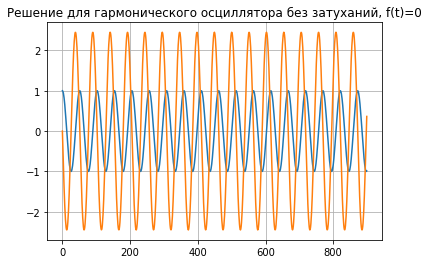 Решение для гармонического осциллятора без затуханий, f(t)=0
2
1
0
−1
−2
0 200 400 600 800